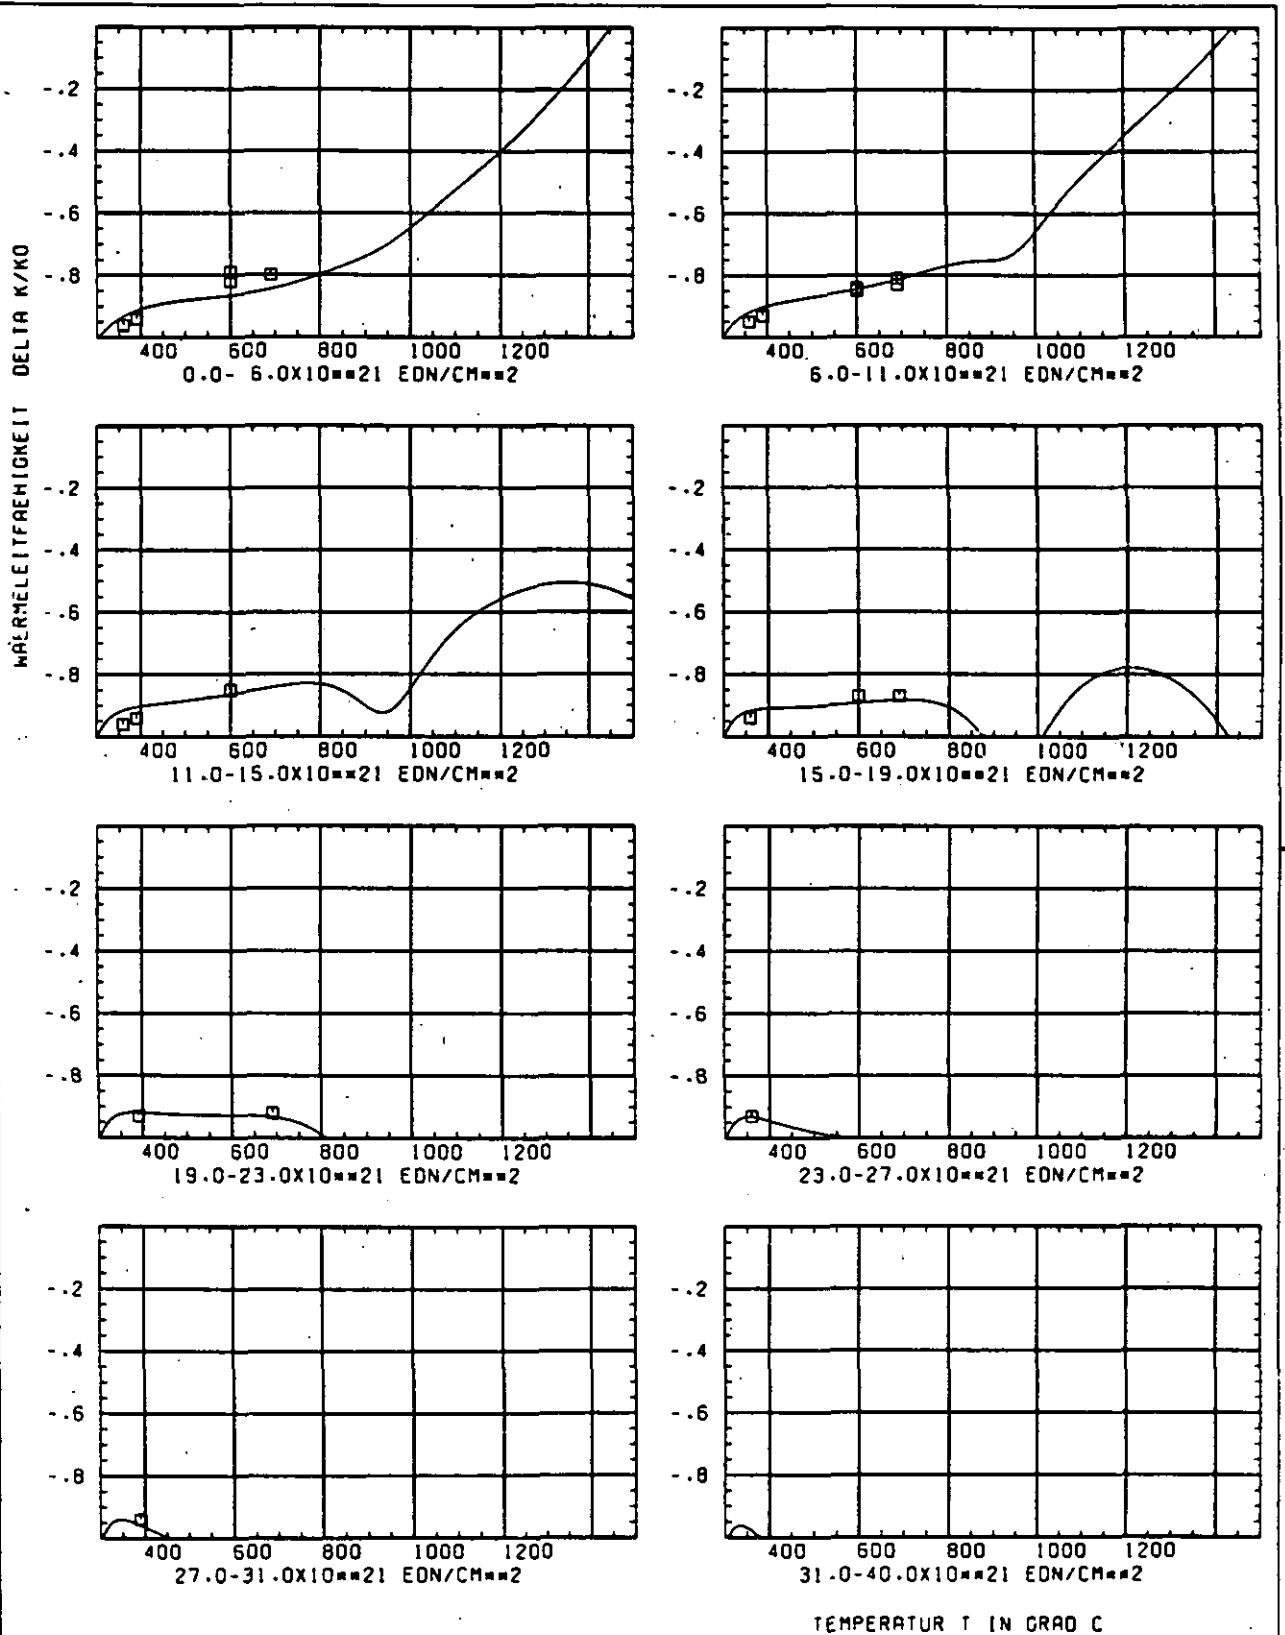 WAERMELEITFAEHIGKEIT DELTA K/KO
-.2
-.4
-.6
-.8
400 600 800 1000 1200
0.0- 6.0X10**21 EDN/CM**2
-.2
-.4
-.6
-.8
400 600 800 1000 1200
6.0-11.0X10**21 EDN/CM**2
-.2
-.4
-.6
-.8
400 600 800 1000 1200
11.0-15.0X10**21 EDN/CM**2
-.2
-.4
-.6
-.8
400 600 800 1000 1200
15.0-19.0X10**21 EDN/CM**2
-.2
-.4
-.6
-.8
400 600 800 1000 1200
19.0-23.0X10**21 EDN/CM**2
-.2
-.4
-.6
-.8
400 600 800 1000 1200
23.0-27.0X10**21 EDN/CM**2
-.2
-.4
-.6
-.8
400 600 800 1000 1200
27.0-31.0X10**21 EDN/CM**2
-.2
-.4
-.6
-.8
400 600 800 1000 1200
31.0-40.0X10**21 EDN/CM**2
TEMPERATUR T IN GRAD C